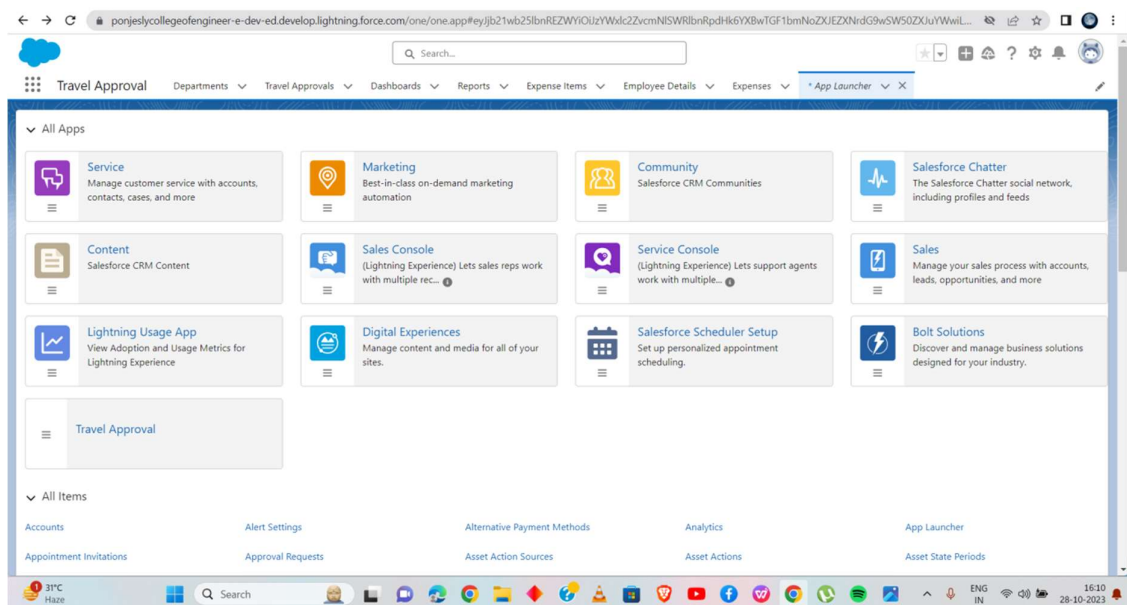 ponjeslycollegeofengineer-e-dev-ed.develop.lightning.force.com/one/one.app#eyJjb21wb25lbnREZWYiOiJzYWxlc2ZvcmNlSWRlbnRpdHk6YXBwTGF1bmNoZXJEZXNrdG9wSW50ZXJuYWwiL...
Search...
Travel Approval
Departments
Travel Approvals
Dashboards
Reports
Expense Items
Employee Details
Expenses
* App Launcher
All Apps
Service
Manage customer service with accounts,
contacts, cases, and more
Marketing
Best-in-class on-demand marketing
automation
Community
Salesforce CRM Communities
Salesforce Chatter
The Salesforce Chatter social network,
including profiles and feeds
Content
Salesforce CRM Content
Sales Console
(Lightning Experience) Lets sales reps work
with multiple rec...
Service Console
(Lightning Experience) Lets support agents
work with multiple...
Sales
Manage your sales process with accounts,
leads, opportunities, and more
Lightning Usage App
View Adoption and Usage Metrics for
Lightning Experience
Digital Experiences
Manage content and media for all of your
sites.
Salesforce Scheduler Setup
Set up personalized appointment
scheduling.
Bolt Solutions
Discover and manage business solutions
designed for your industry.
Travel Approval
All Items
Accounts
Alert Settings
Alternative Payment Methods
Analytics
App Launcher
Appointment Invitations
Approval Requests
Asset Action Sources
Asset Actions
Asset State Periods
1
31°C
Haze
Search
ENG
IN
16:10
28-10-2023